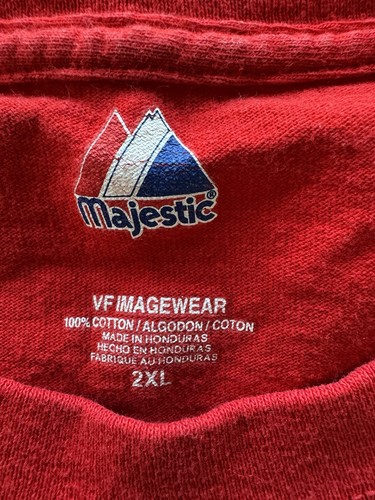 Majestic®
VF IMAGEWEAR
100% COTTON / ALGODON / COTON
MADE IN HONDURAS
HECHO EN HONDURAS
FABRIQUE AU HONDURAS
2XL